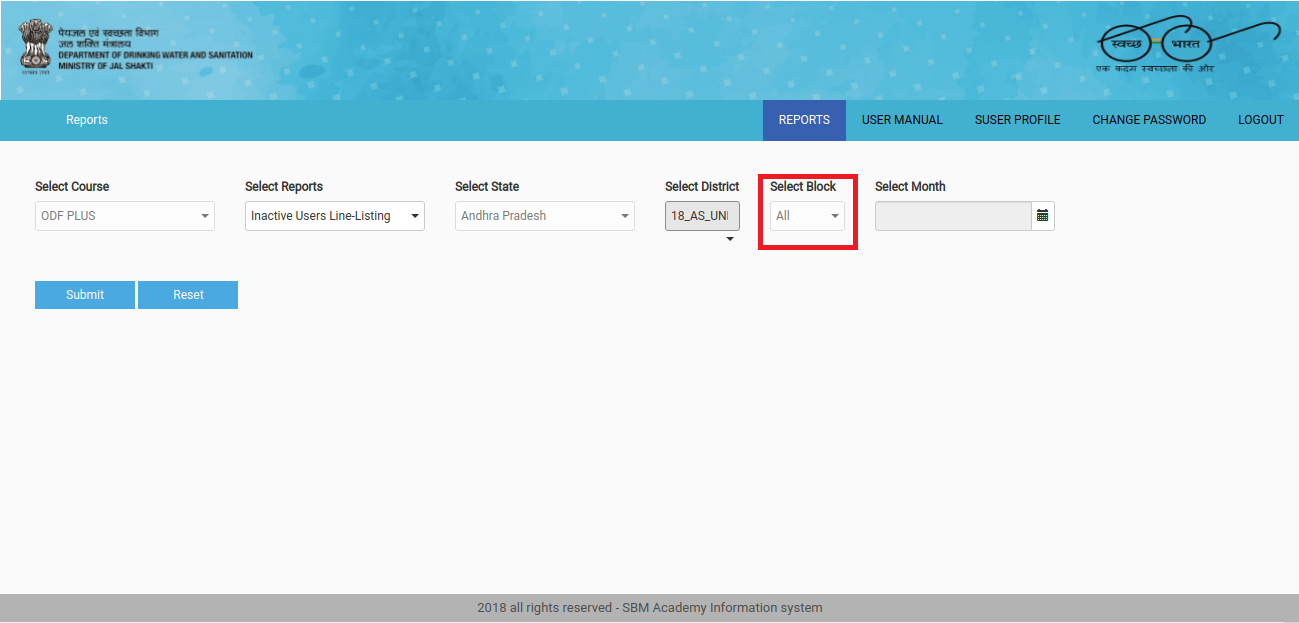 पेयजल एवं स्वच्छता विभाग
जल शक्ति मंत्रालय
DEPARTMENT OF DRINKING WATER AND SANITATION
MINISTRY OF JAL SHAKTI
स्वच्छ भारत
एक कदम स्वच्छता की ओर
Reports
REPORTS USER MANUAL SUSER PROFILE CHANGE PASSWORD LOGOUT
Select Course Select Reports Select State Select District Select Block Select Month
ODF PLUS Inactive Users Line-Listing Andhra Pradesh 18_AS_UNI All
Submit Reset
2018 all rights reserved - SBM Academy Information system